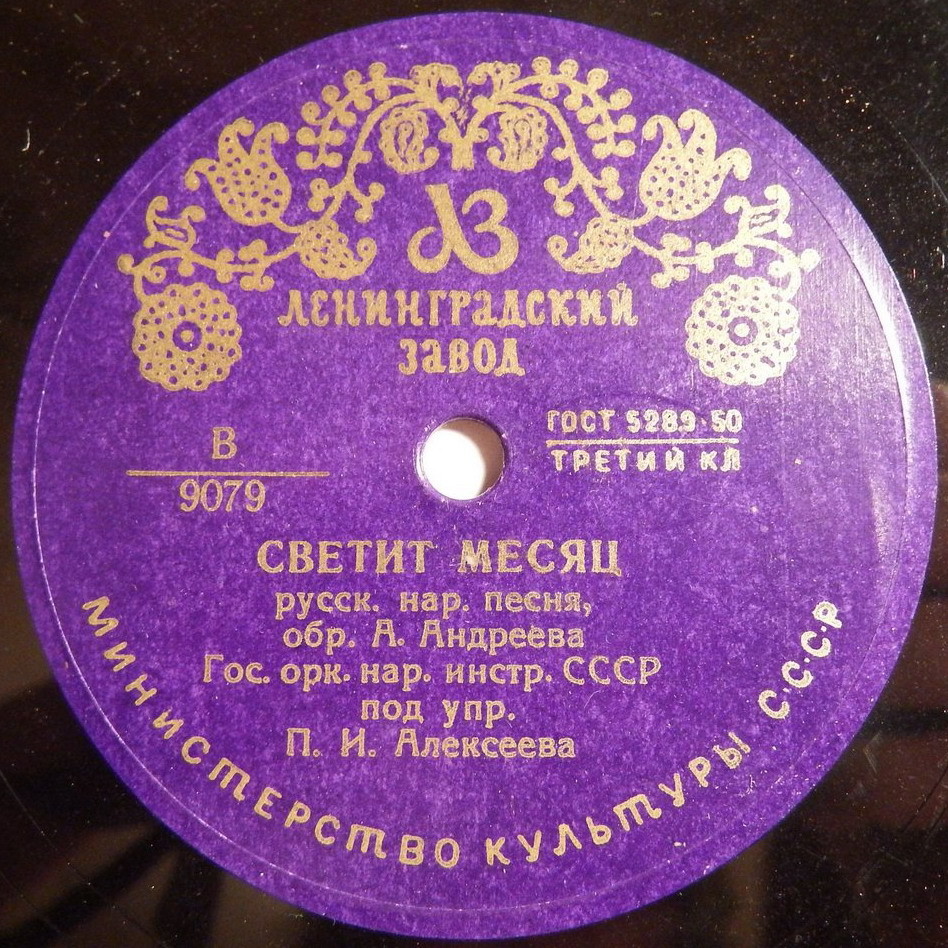 ЛЗ
ЛЕНИНГРАДСКИЙ
ЗАВОД
ГОСТ 5289-50
ТРЕТИЙ КЛ
В
9079
СВЕТИТ МЕСЯЦ
русск. нар. песня,
обр. А. Андреева
Гос. орк. нар. инстр. СССР
под упр.
П. И. Алексеева
МИНИСТЕРСТВО КУЛЬТУРЫ С·С·С·Р